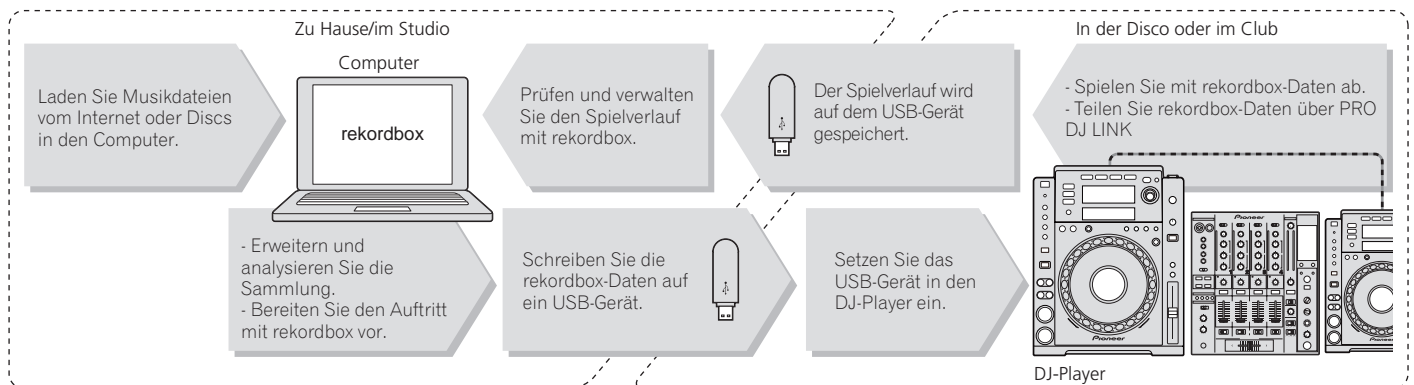 Zu Hause/im Studio
In der Disco oder im Club
Laden Sie Musikdateien
vom Internet oder Discs
in den Computer.
Computer
rekordbox
Prüfen und verwalten
Sie den Spielverlauf
mit rekordbox.
Der Spielverlauf wird
auf dem USB-Gerät
gespeichert.
- Spielen Sie mit rekordbox-Daten ab.
- Teilen Sie rekordbox-Daten über PRO
DJ LINK
- Erweitern und
analysieren Sie die
Sammlung.
- Bereiten Sie den Auftritt
mit rekordbox vor.
Schreiben Sie die
rekordbox-Daten auf
ein USB-Gerät.
Setzen Sie das
USB-Gerät in den
DJ-Player ein.
Pioneer
Pioneer
Pioneer
DJ-Player